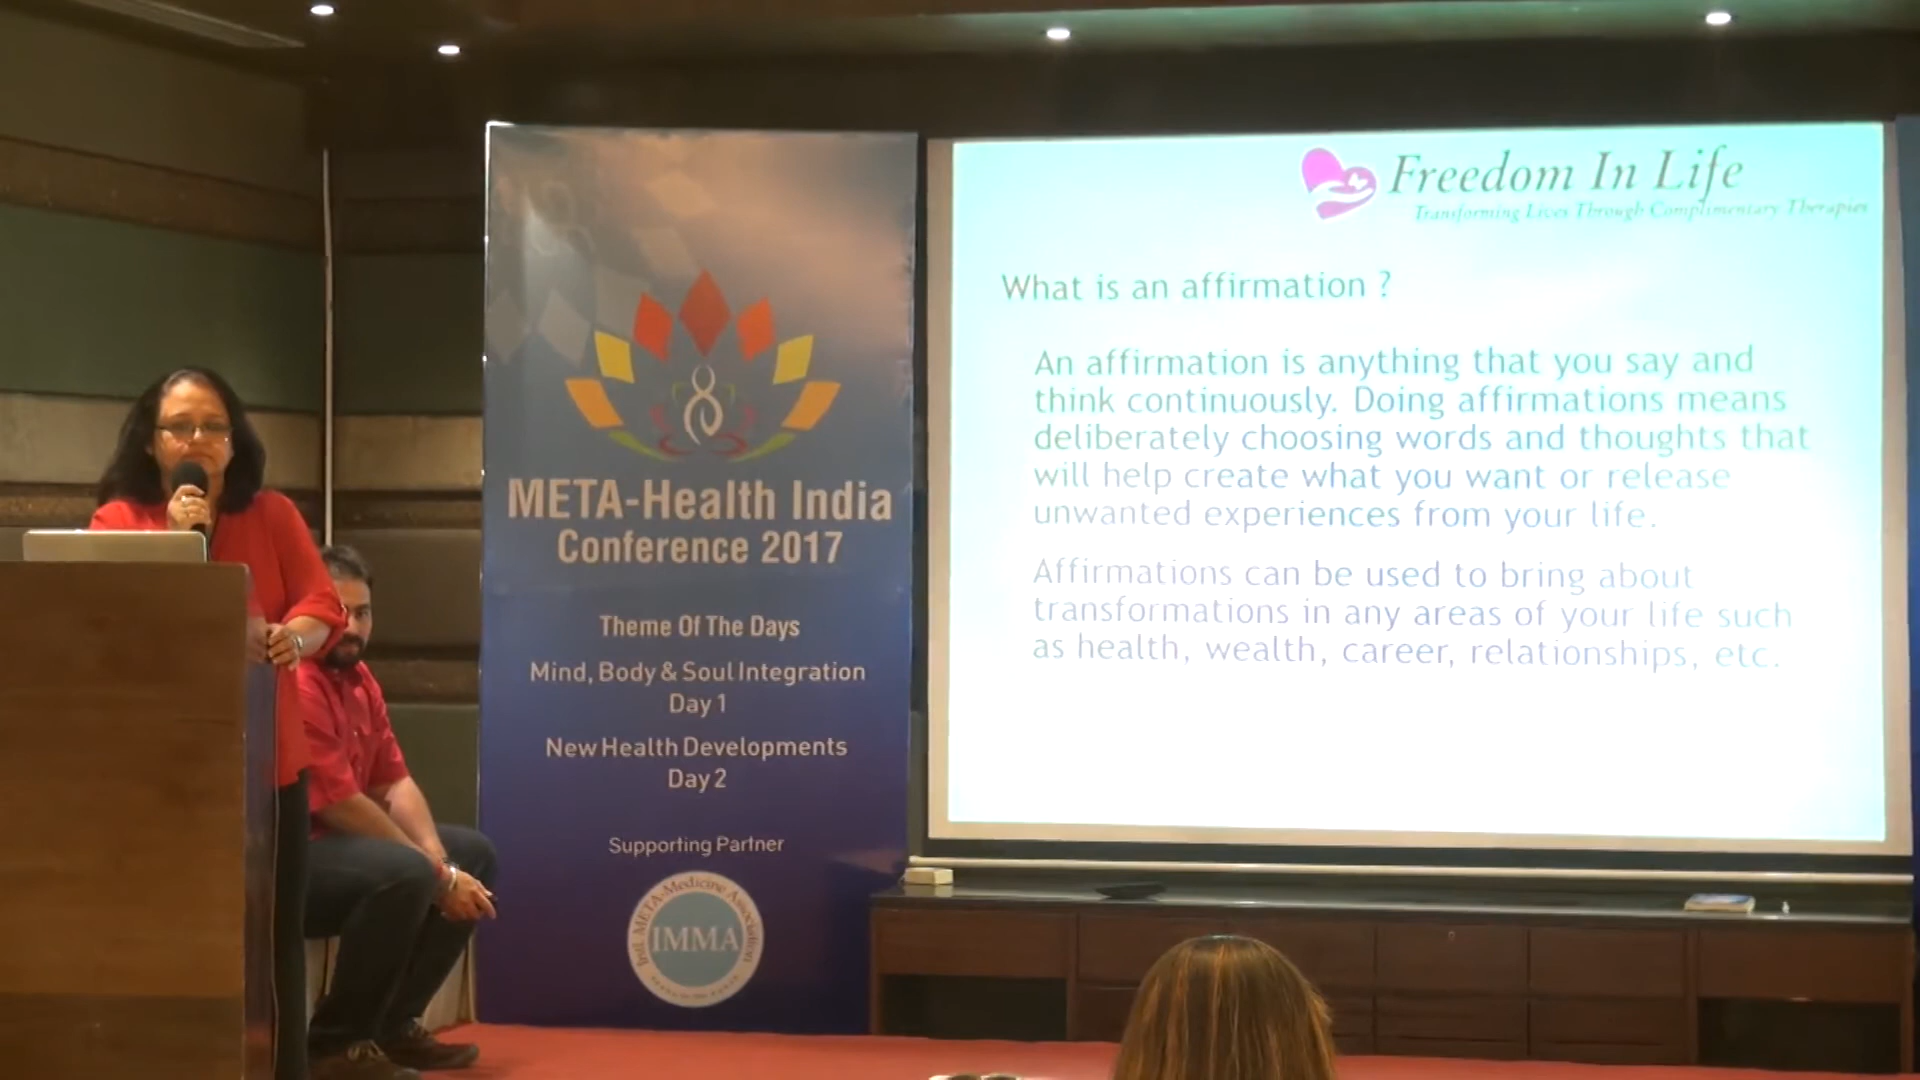 META-Health India
Conference 2017
Theme Of The Days
Mind, Body & Soul Integration
Day 1
New Health Developments
Day 2
Supporting Partner
Intl. META-Medicine Association
IMMA
Freedom In Life
Transforming Lives Through Complimentary Therapies
What is an affirmation ?
An affirmation is anything that you say and
think continuously. Doing affirmations means
deliberately choosing words and thoughts that
will help create what you want or release
unwanted experiences from your life.
Affirmations can be used to bring about
transformations in any areas of your life such
as health, wealth, career, relationships, etc.